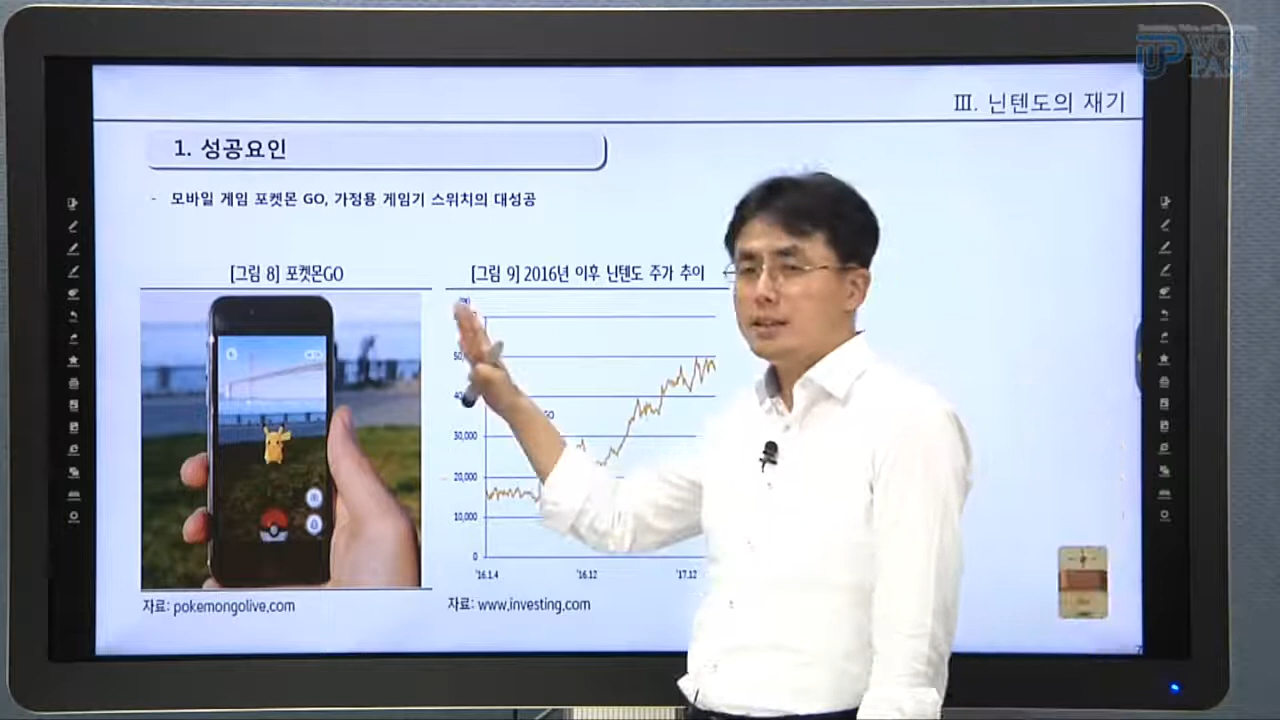 UP WOW PASS
Ⅲ. 닌텐도의 재기
1. 성공요인
- 모바일 게임 포켓몬 GO, 가정용 게임기 스위치의 대성공
[그림 8] 포켓몬GO
[그림 9] 2016년 이후 닌텐도 주가 추이
30,000
20,000
10,000
0
'16.1.4
'16.12
'17.12
자료: pokemongolive.com
자료: www.investing.com